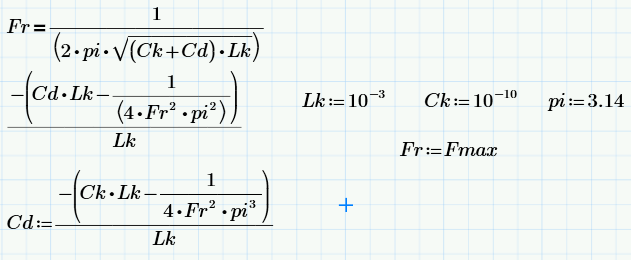 Fr = 1 / (2·pi·√((Ck+Cd)·Lk))
-(Cd·Lk - 1 / (4·Fr²·pi²)) / Lk
Lk := 10⁻³ Ck := 10⁻¹⁰ pi := 3.14
Fr := Fmax
Cd := -(Ck·Lk - 1 / (4·Fr²·pi³)) / Lk